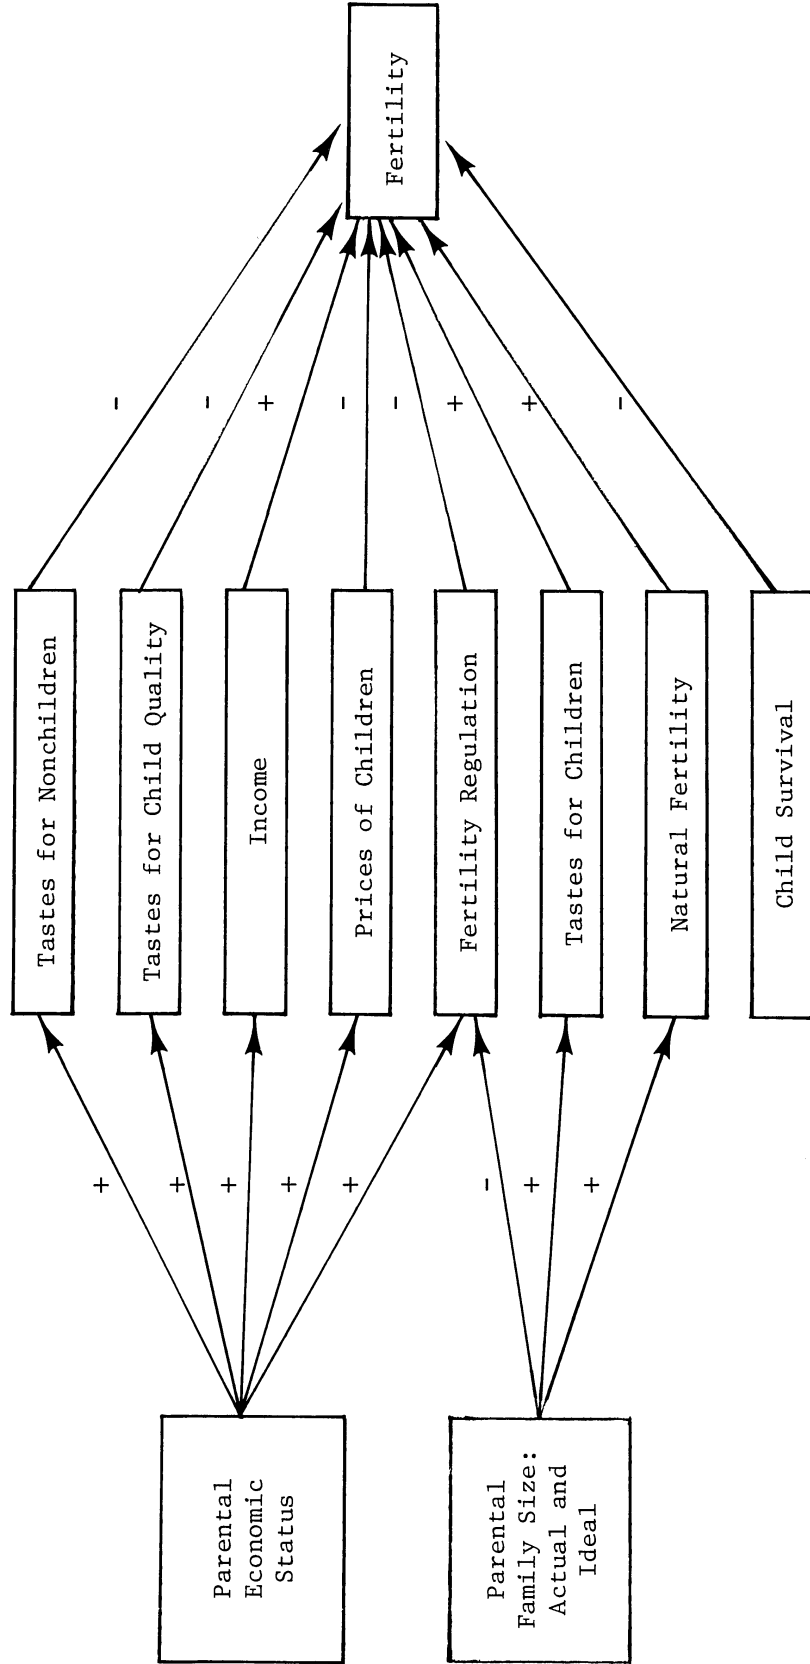 Parental
Economic
Status
Parental
Family Size:
Actual and
Ideal
+
+
+
+
+
-
+
+
Tastes for Nonchildren
Tastes for Child Quality
Income
Prices of Children
Fertility Regulation
Tastes for Children
Natural Fertility
Child Survival
-
-
+
-
-
+
+
-
Fertility